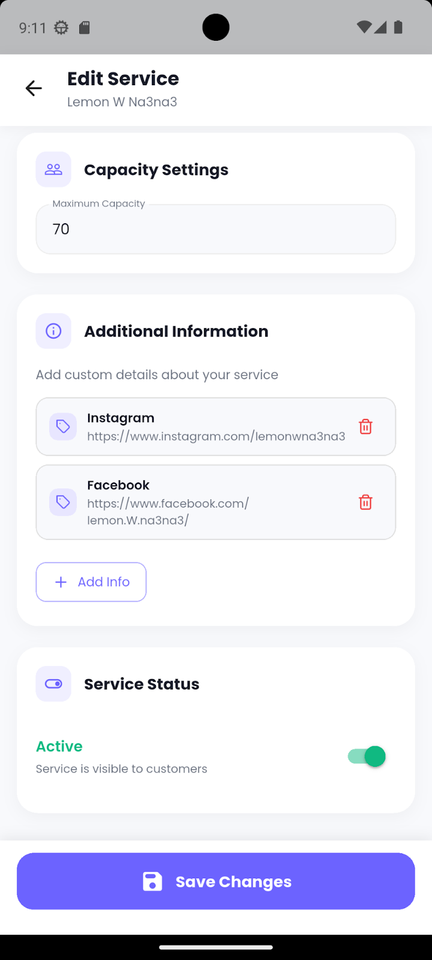 9:11
Edit Service
Lemon W Na3na3
Capacity Settings
Maximum Capacity
70
Additional Information
Add custom details about your service
Instagram
https://www.instagram.com/lemonwna3na3
Facebook
https://www.facebook.com/
lemon.W.na3na3/
Add Info
Service Status
Active
Service is visible to customers
Save Changes